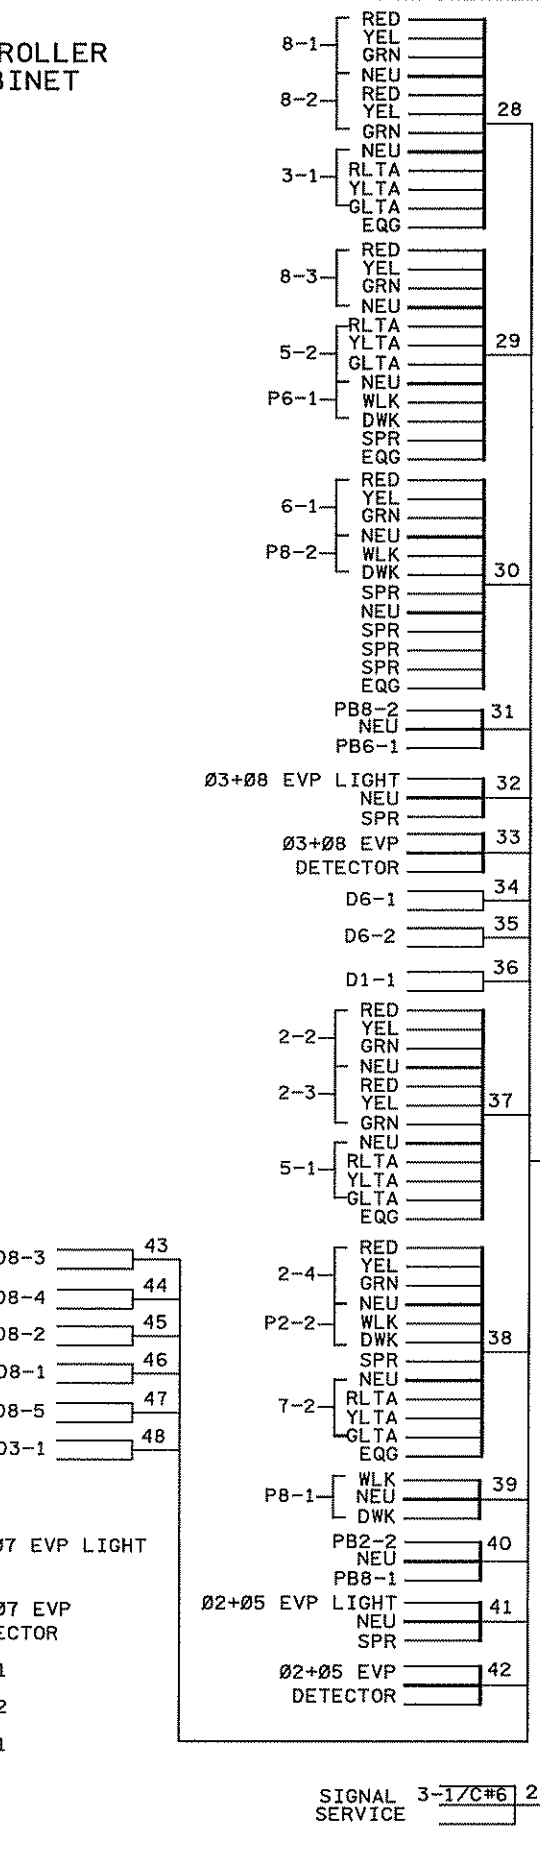 ROLLER
BINET
8-1 RED
YEL
GRN
NEU
8-2 RED
YEL
GRN
28
NEU
3-1 RLTA
YLTA
GLTA
EQG
8-3 RED
YEL
GRN
NEU
5-2 RLTA
YLTA
GLTA
29
NEU
P6-1 WLK
DWK
SPR
EQG
6-1 RED
YEL
GRN
NEU
P8-2 WLK
DWK
30
SPR
NEU
SPR
SPR
SPR
EQG
PB8-2
NEU
PB6-1
31
Ø3+Ø8 EVP LIGHT
NEU
SPR
32
Ø3+Ø8 EVP
DETECTOR
33
D6-1 34
D6-2 35
D1-1 36
2-2 RED
YEL
GRN
NEU
2-3 RED
YEL
GRN
37
NEU
5-1 RLTA
YLTA
GLTA
EQG
2-4 RED
YEL
GRN
NEU
P2-2 WLK
DWK
38
SPR
NEU
7-2 RLTA
YLTA
GLTA
EQG
P8-1 WLK
NEU
DWK
39
PB2-2
NEU
PB8-1
40
Ø2+Ø5 EVP LIGHT
NEU
SPR
41
Ø2+Ø5 EVP
DETECTOR
42
D8-3 43
D8-4 44
D8-2 45
D8-1 46
D8-5 47
D3-1 48
Ø7 EVP LIGHT
Ø7 EVP
ECTOR
1
2
1
SIGNAL
SERVICE
3-1/C#6 2